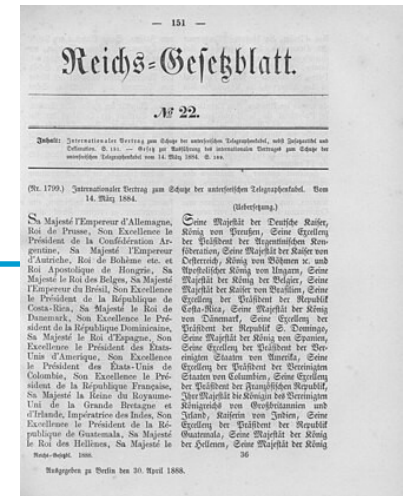 — 151 —
Reichs-Gesetzblatt.
№ 22.
Inhalt: Internationaler Vertrag zum Schutze der unterseeischen Telegraphenkabel, nebst Zusatzartikel und
Deklaration. S. 151. — Gesetz zur Ausführung des internationalen Vertrages zum Schutze der
unterseeischen Telegraphenkabel vom 14. März 1884. S. 169.
(Nr. 1799.) Internationaler Vertrag zum Schutze der unterseeischen Telegraphenkabel. Vom
14. März 1884.
Sa Majesté l'Empereur d'Allemagne,
Roi de Prusse, Son Excellence le
Président de la Confédération Ar-
gentine, Sa Majesté l'Empereur
d'Autriche, Roi de Bohème etc. et
Roi Apostolique de Hongrie, Sa
Majesté le Roi des Belges, Sa Majesté
l'Empereur du Brésil, Son Excellence
le Président de la République de
Costa-Rica, Sa Majesté le Roi de
Danemark, Son Excellence le Pré-
sident de la République Dominicaine,
Sa Majesté le Roi d'Espagne, Son
Excellence le Président des États-
Unis d'Amerique, Son Excellence
le Président des États-Unis de
Colombie, Son Excellence le Pré-
sident de la République Française,
Sa Majesté la Reine du Royaume-
Uni de la Grande Bretagne et
d'Irlande, Impératrice des Indes, Son
Excellence le Président de la Ré-
publique de Guatemala, Sa Majesté
le Roi des Hellènes, Sa Majesté le
(Uebersetzung.)
Seine Majestät der Deutsche Kaiser,
König von Preußen, Seine Exzellenz
der Präsident der Argentinischen Kon-
föderation, Seine Majestät der Kaiser von
Oesterreich, König von Böhmen ꝛc. und
Apostolischer König von Ungarn, Seine
Majestät der König der Belgier, Seine
Majestät der Kaiser von Brasilien, Seine
Exzellenz der Präsident der Republik
Costa-Rica, Seine Majestät der König
von Dänemark, Seine Exzellenz der
Präsident der Republik S. Domingo,
Seine Majestät der König von Spanien,
Seine Exzellenz der Präsident der Ver-
einigten Staaten von Amerika, Seine
Exzellenz der Präsident der Vereinigten
Staaten von Columbien, Seine Exzellenz
der Präsident der Französischen Republik,
Ihre Majestät die Königin des Vereinigten
Königreichs von Großbritannien und
Irland, Kaiserin von Indien, Seine
Exzellenz der Präsident der Republik
Guatemala, Seine Majestät der König
der Hellenen, Seine Majestät der König
Reichs-Gesetzbl. 1888.
36
Ausgegeben zu Berlin den 30. April 1888.